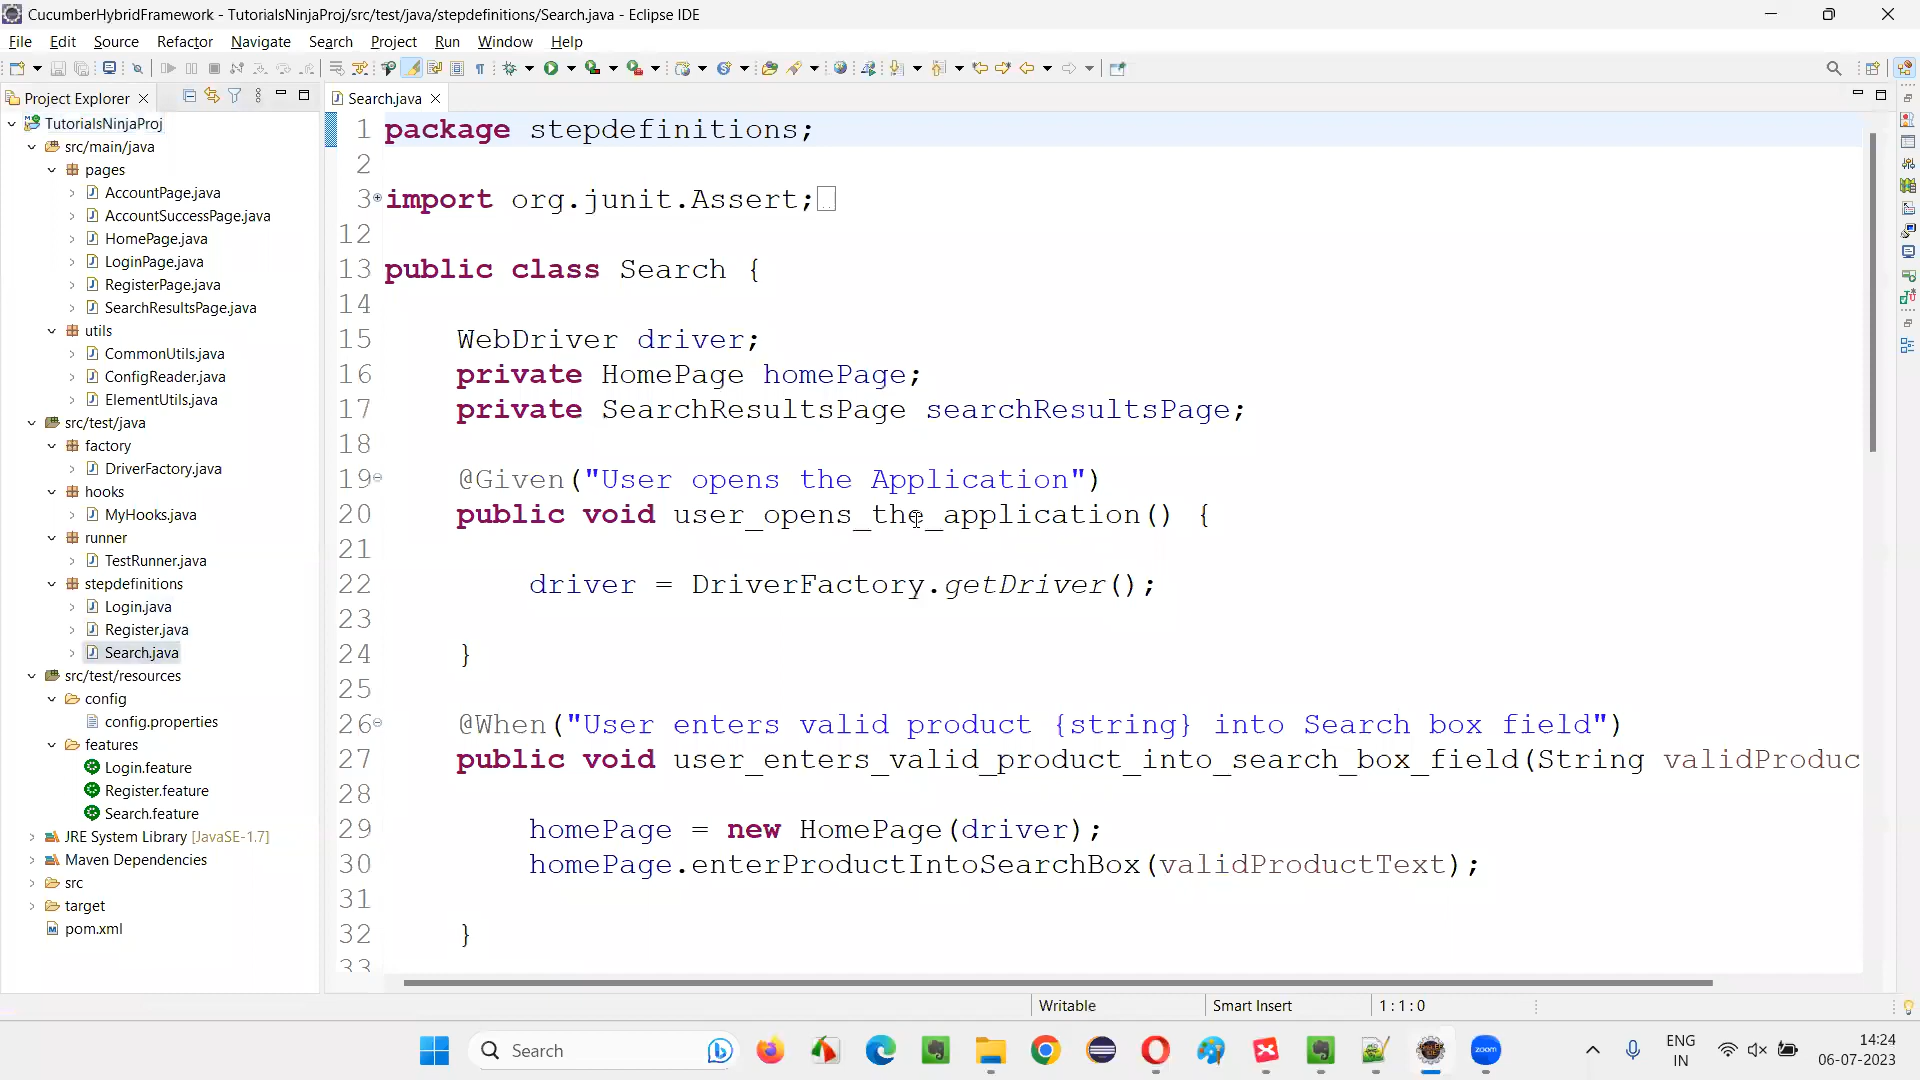 CucumberHybridFramework - TutorialsNinjaProj/src/test/java/stepdefinitions/Search.java - Eclipse IDE
File Edit Source Refactor Navigate Search Project Run Window Help
Project Explorer
TutorialsNinjaProj
src/main/java
pages
AccountPage.java
AccountSuccessPage.java
HomePage.java
LoginPage.java
RegisterPage.java
SearchResultsPage.java
utils
CommonUtils.java
ConfigReader.java
ElementUtils.java
src/test/java
factory
DriverFactory.java
hooks
MyHooks.java
runner
TestRunner.java
stepdefinitions
Login.java
Register.java
Search.java
src/test/resources
config
config.properties
features
Login.feature
Register.feature
Search.feature
JRE System Library [JavaSE-1.7]
Maven Dependencies
src
target
pom.xml
Search.java
1 package stepdefinitions;
2
3 import org.junit.Assert;
12
13 public class Search {
14
15 WebDriver driver;
16 private HomePage homePage;
17 private SearchResultsPage searchResultsPage;
18
19 @Given("User opens the Application")
20 public void user_opens_the_application() {
21
22 driver = DriverFactory.getDriver();
23
24 }
25
26 @When("User enters valid product {string} into Search box field")
27 public void user_enters_valid_product_into_search_box_field(String validProduc
28
29 homePage = new HomePage(driver);
30 homePage.enterProductIntoSearchBox(validProductText);
31
32 }
33
Writable Smart Insert 1 : 1 : 0
Search
zoom
ENG
IN
14:24
06-07-2023